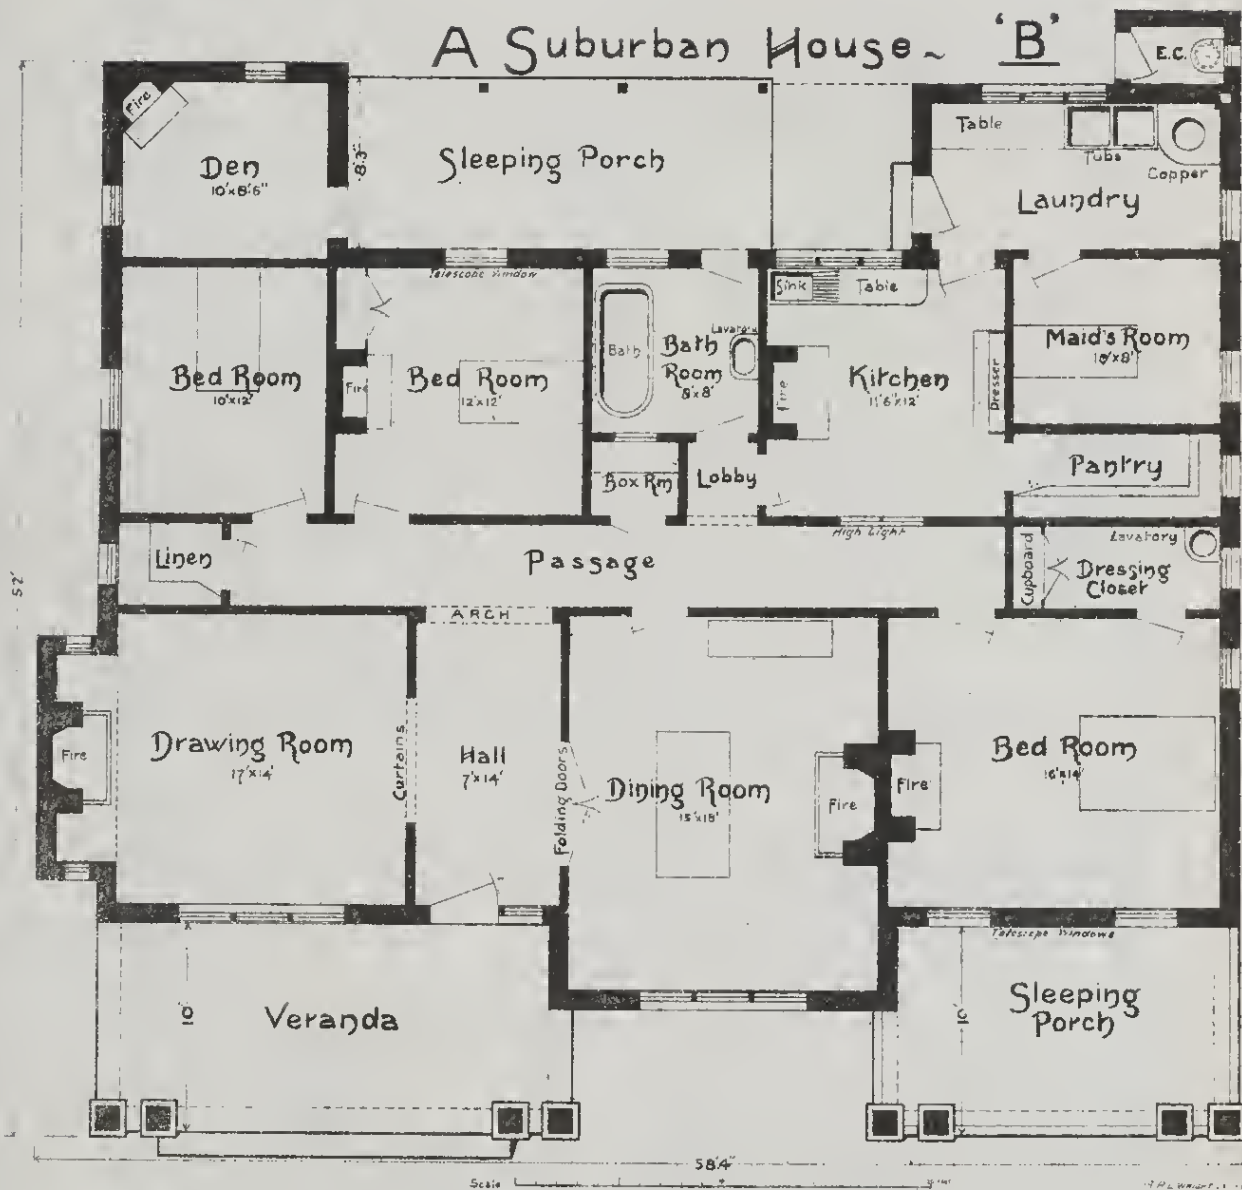 A Suburban House ~ 'B'
E.C.
Fire
Den
10'x8'6"
8'3"
Sleeping Porch
Table
Tubs
Copper
Laundry
Telescope Window
Sink
Table
Bed Room
10'x12'
Fire
Bed Room
12'x12'
Bath
Lavatory
Bath
Room
8'x8'
Fire
Kitchen
11'6"x12'
Dresser
Maid's Room
10'x8'
Box Rm
Lobby
Pantry
High Light
Linen
Passage
Cupboard
Lavatory
Dressing
Closet
52'
ARCH
Fire
Drawing Room
17'x14'
Curtains
Hall
7'x14'
Folding Doors
Dining Room
15'x18'
Fire
Fire
Bed Room
16'x14'
Telescope Windows
10'
Veranda
10'
Sleeping
Porch
58'4"
Scale